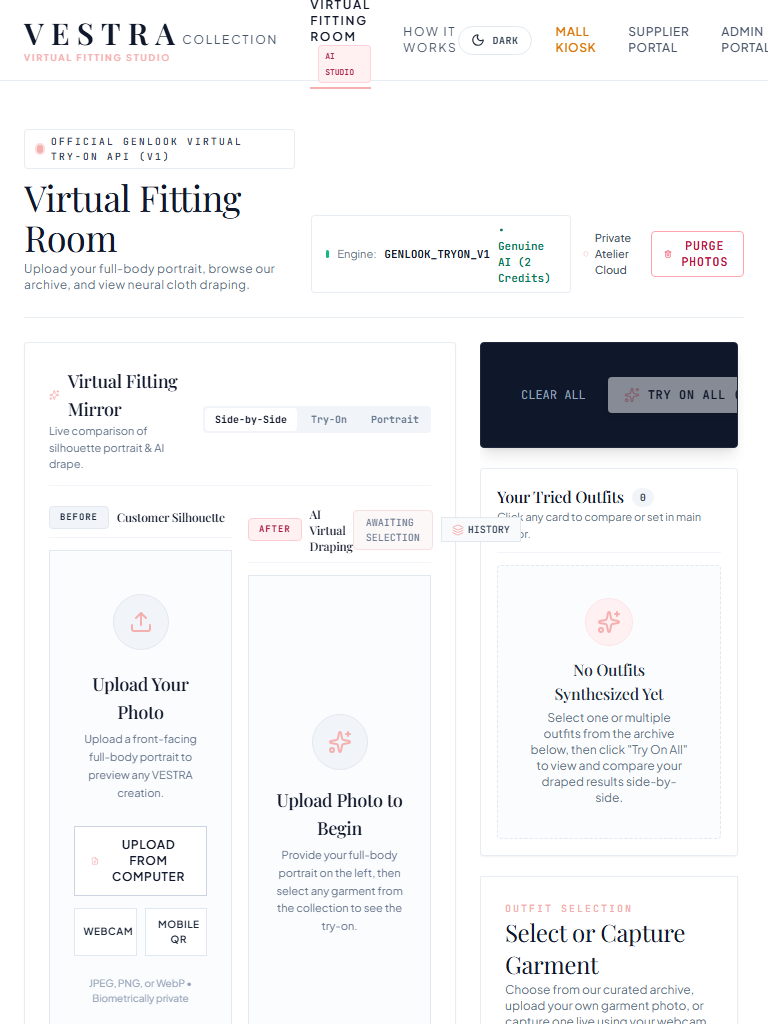 VESTRA
VIRTUAL FITTING STUDIO
COLLECTION
VIRTUAL
FITTING
ROOM
AI
STUDIO
HOW IT
WORKS
DARK
MALL
KIOSK
SUPPLIER
PORTAL
ADMIN
PORTAL
OFFICIAL GENLOOK VIRTUAL
TRY-ON API (V1)
Virtual Fitting
Room
Upload your full-body portrait, browse our
archive, and view neural cloth draping.
Engine: GENLOOK_TRYON_V1
•
Genuine
AI (2
Credits)
Private
Atelier
Cloud
PURGE
PHOTOS
Virtual Fitting
Mirror
Live comparison of
silhouette portrait & AI
drape.
Side-by-Side
Try-On
Portrait
BEFORE
Customer Silhouette
AFTER
AI
Virtual
Draping
AWAITING
SELECTION
HISTORY
Upload Your
Photo
Upload a front-facing
full-body portrait to
preview any VESTRA
creation.
UPLOAD
FROM
COMPUTER
WEBCAM
MOBILE
QR
JPEG, PNG, or WebP •
Biometrically private
Upload Photo to
Begin
Provide your full-body
portrait on the left, then
select any garment from
the collection to see the
try-on.
CLEAR ALL
TRY ON ALL
Your Tried Outfits 0
Click any card to compare or set in main
No Outfits
Synthesized Yet
Select one or multiple
outfits from the archive
below, then click "Try On All"
to view and compare your
draped results side-by-
side.
OUTFIT SELECTION
Select or Capture
Garment
Choose from our curated archive,
upload your own garment photo, or
capture one live using your webcam